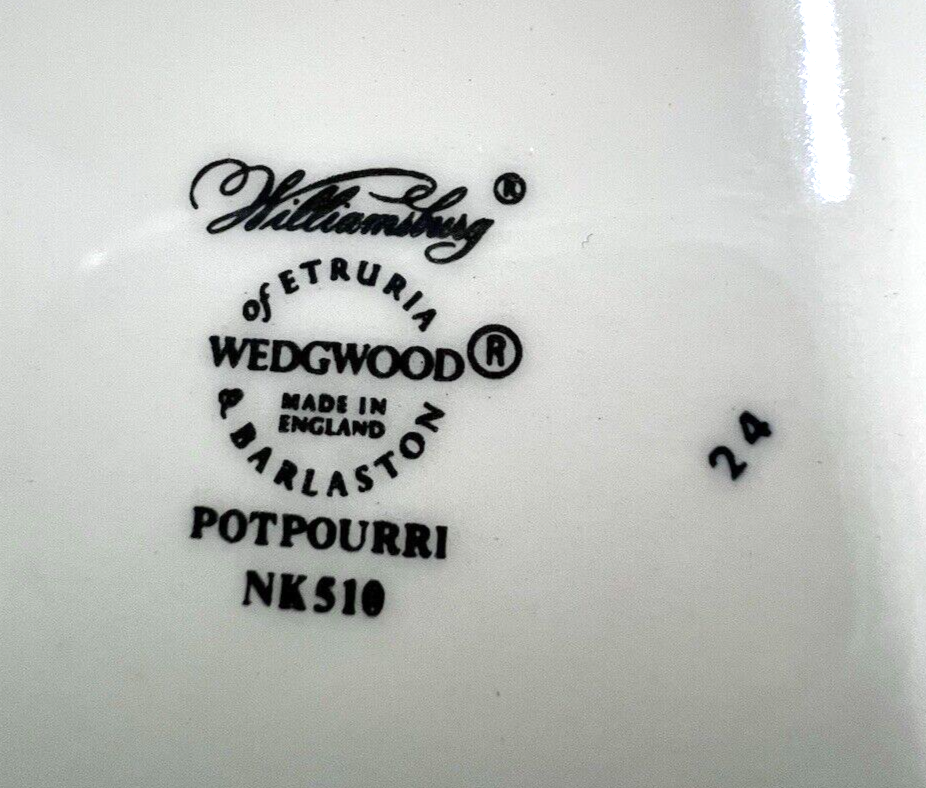 Williamsburg ®
of ETRURIA
WEDGWOOD ®
MADE IN
ENGLAND
& BARLASTON
POTPOURRI
NK510
24